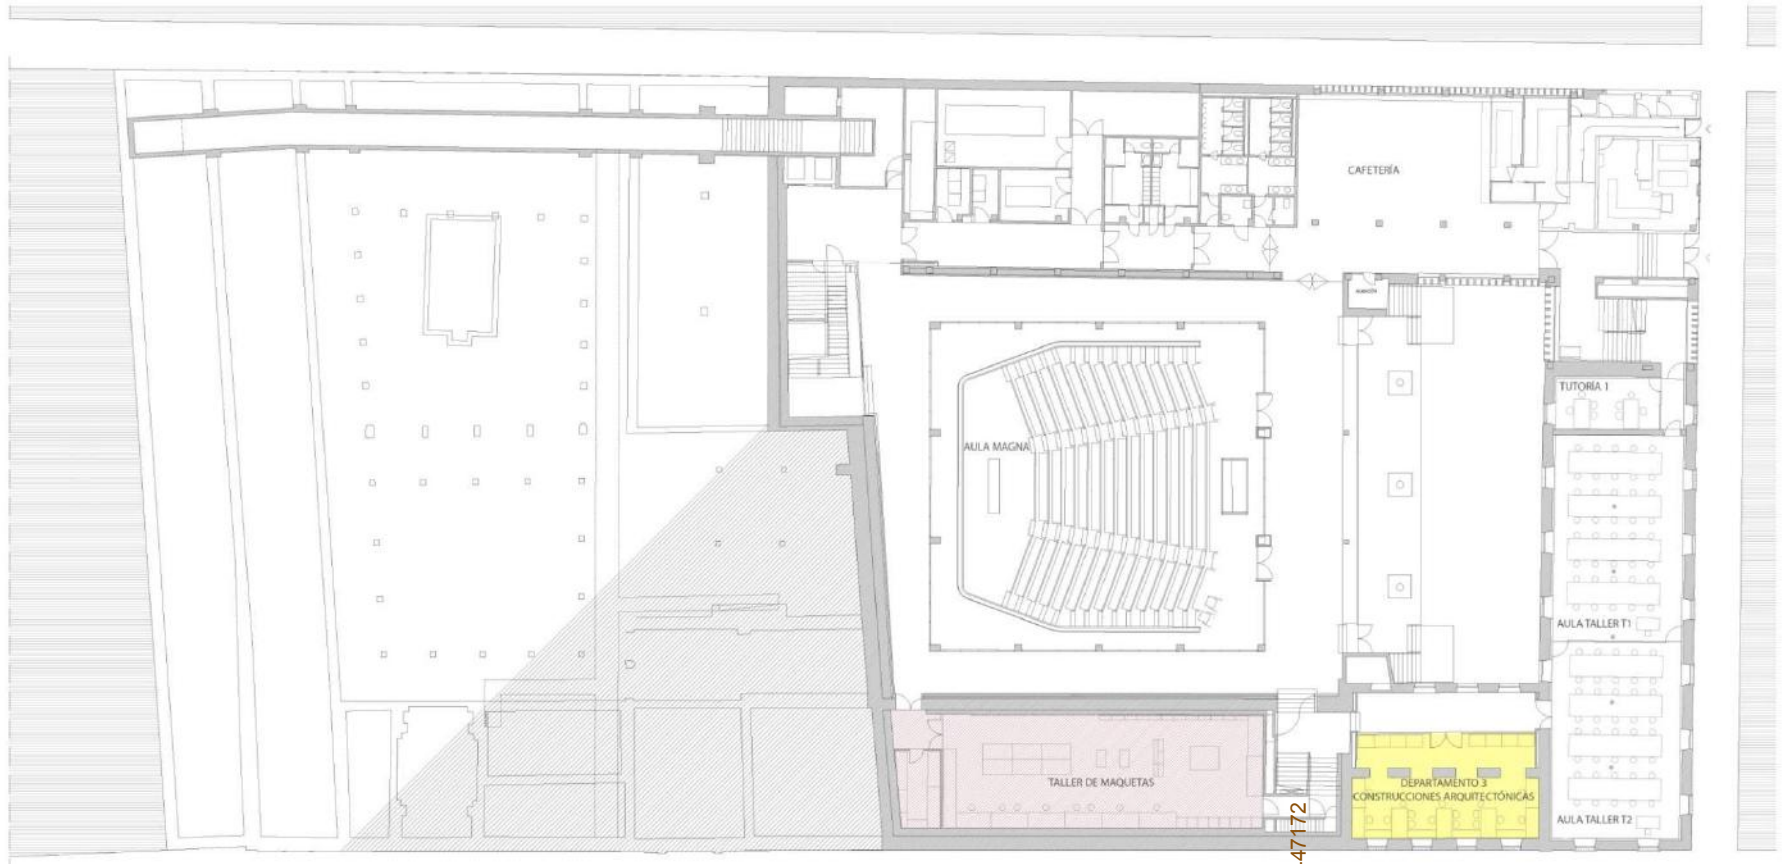 CAFETERÍA
ALMACÉN
TUTORÍA 1
AULA MAGNA
AULA TALLER T1
TALLER DE MAQUETAS
DEPARTAMENTO 3
CONSTRUCCIONES ARQUITECTÓNICAS
AULA TALLER T2
47172